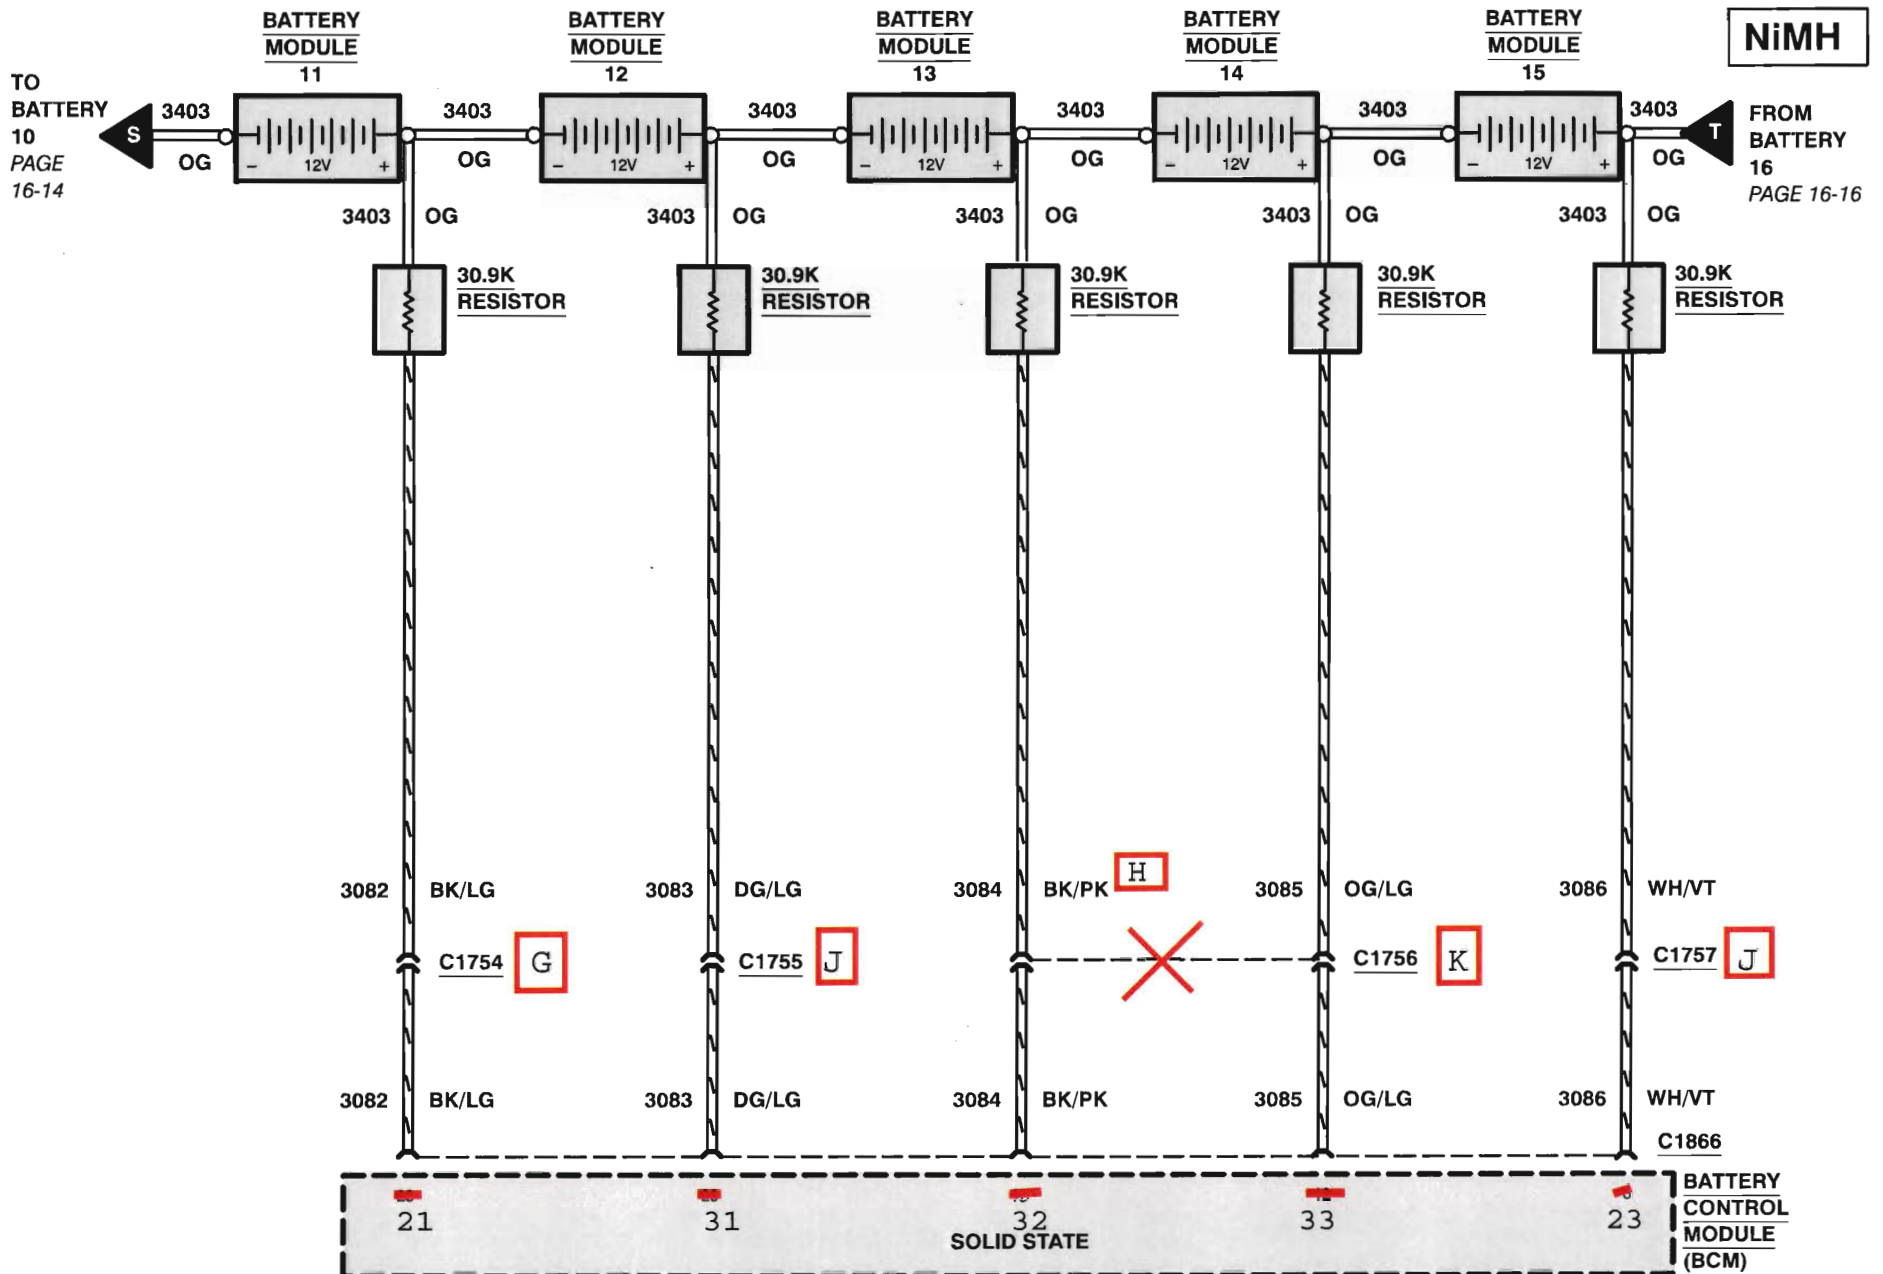 BATTERY
MODULE
11
BATTERY
MODULE
12
BATTERY
MODULE
13
BATTERY
MODULE
14
BATTERY
MODULE
15
NiMH
TO
BATTERY
10
PAGE
16-14
S
3403
OG
- 12V +
3403
OG
- 12V +
3403
OG
- 12V +
3403
OG
- 12V +
3403
OG
- 12V +
3403
OG
T
FROM
BATTERY
16
PAGE 16-16
3403 OG
3403 OG
3403 OG
3403 OG
3403 OG
30.9K
RESISTOR
30.9K
RESISTOR
30.9K
RESISTOR
30.9K
RESISTOR
30.9K
RESISTOR
3082 BK/LG
3083 DG/LG
3084 BK/PK
H
3085 OG/LG
3086 WH/VT
C1754 G
C1755 J
C1756 K
C1757 J
3082 BK/LG
3083 DG/LG
3084 BK/PK
3085 OG/LG
3086 WH/VT
C1866
21
31
32
33
23
SOLID STATE
BATTERY
CONTROL
MODULE
(BCM)